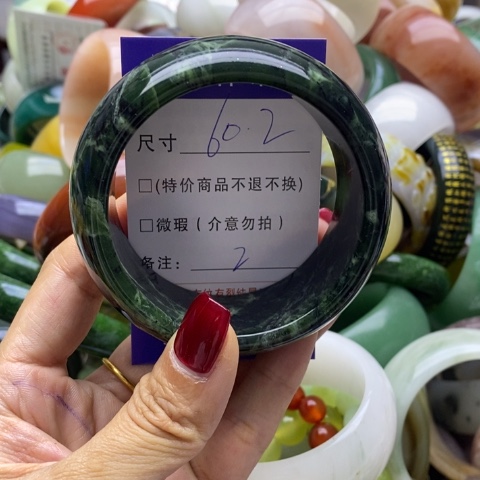 尺寸 60.2
□(特价商品不退不换)
□微瑕(介意勿拍)
备注: 2